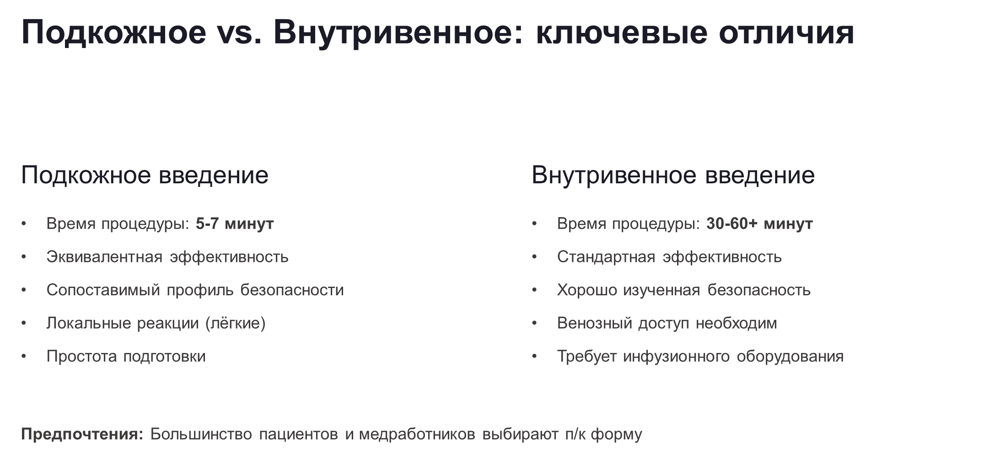 Подкожное vs. Внутривенное: ключевые отличия
Подкожное введение
• Время процедуры: 5-7 минут
• Эквивалентная эффективность
• Сопоставимый профиль безопасности
• Локальные реакции (лёгкие)
• Простота подготовки
Внутривенное введение
• Время процедуры: 30-60+ минут
• Стандартная эффективность
• Хорошо изученная безопасность
• Венозный доступ необходим
• Требует инфузионного оборудования
Предпочтения: Большинство пациентов и медработников выбирают п/к форму